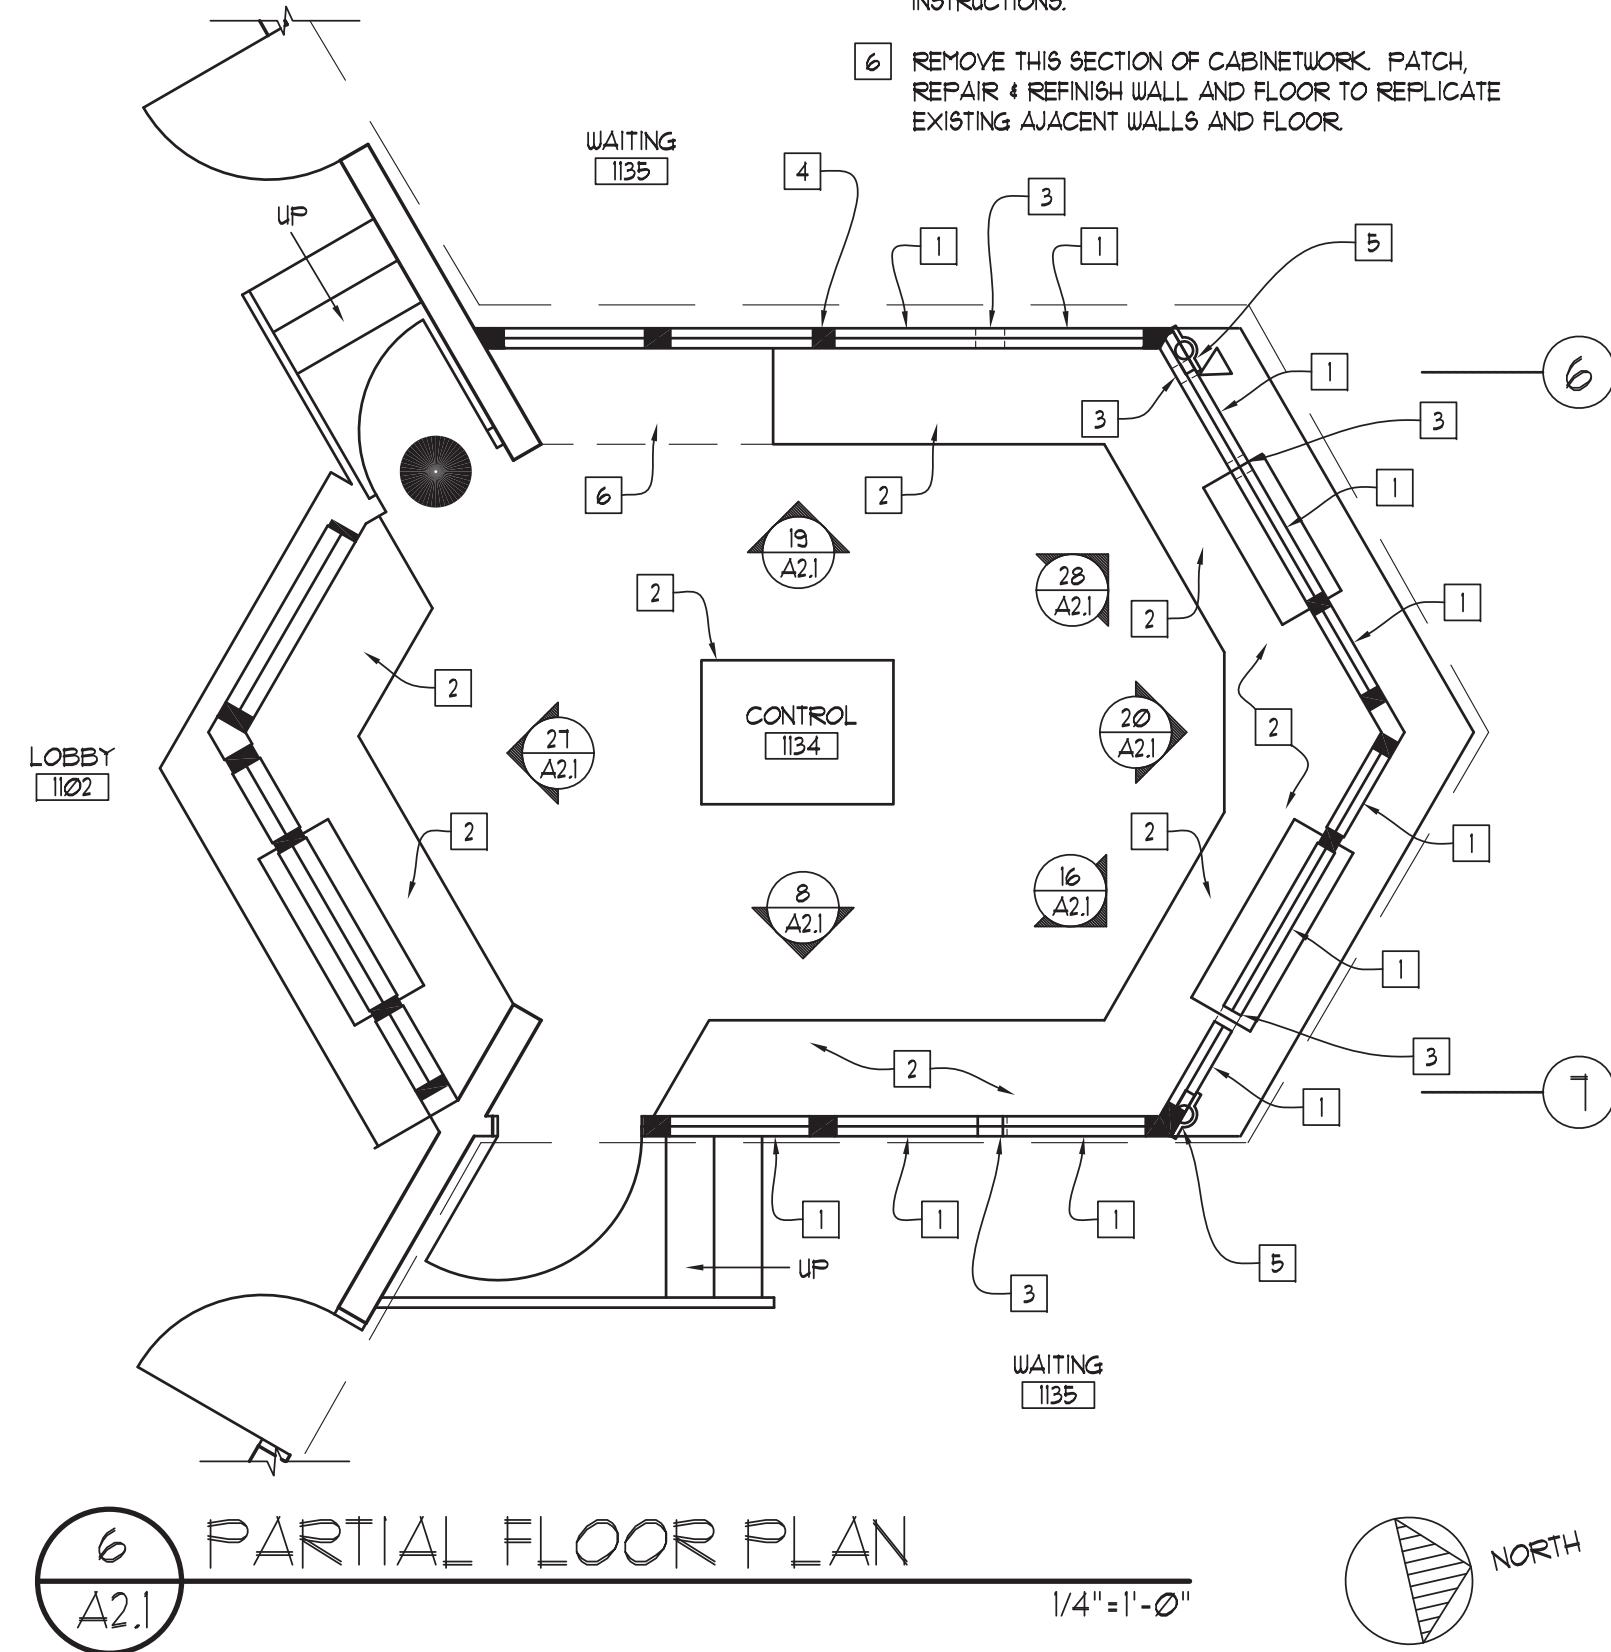 INSTRUCTIONS.
6 REMOVE THIS SECTION OF CABINETWORK. PATCH,
REPAIR & REFINISH WALL AND FLOOR TO REPLICATE
EXISTING AJACENT WALLS AND FLOOR.
WAITING
1135
4
3
1
1
5
UP
1
6
3
3
1
6
2
19
A2.1
28
A2.1
2
2
1
2
CONTROL
1134
20
A2.1
2
27
A2.1
LOBBY
1102
2
2
1
8
A2.1
16
A2.1
1
2
3
7
1
1
1
1
5
UP
3
WAITING
1135
6
A2.1
PARTIAL FLOOR PLAN
1/4"=1'-0"
NORTH